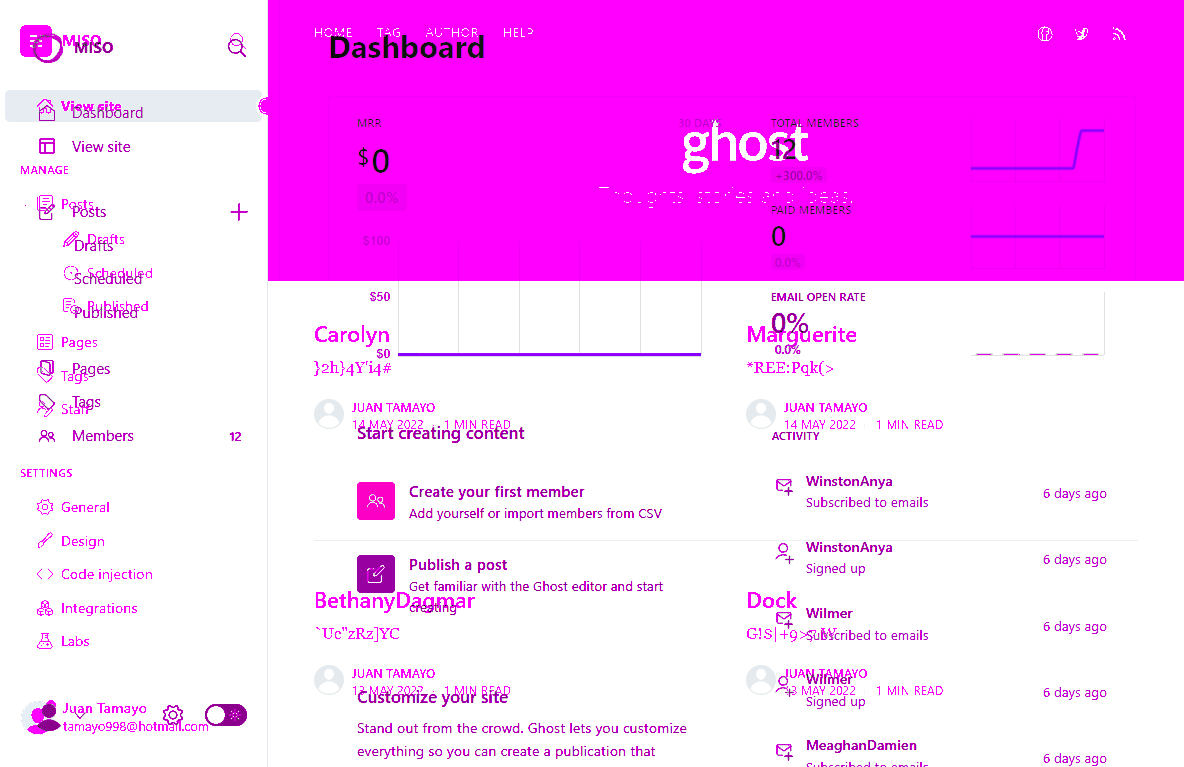 MISO
MISO
View site
Dashboard
View site
MANAGE
Posts
Posts
Drafts
Drafts
Scheduled
Scheduled
Published
Published
Pages
Pages
Tags
Tags
Staff
Members 12
SETTINGS
General
Design
Code injection
Integrations
Labs
Juan Tamayo
tamayo998@hotmail.com
HOME TAG AUTHOR HELP
Dashboard
MRR 30 DAYS
$0
0.0%
$100
$50
$0
ghost
Thoughts, stories and ideas.
TOTAL MEMBERS
12
+300.0%
PAID MEMBERS
0
0.0%
EMAIL OPEN RATE
0%
0.0%
Carolyn
}2h}4Y'i4#
JUAN TAMAYO
14 MAY 2022 1 MIN READ
Marguerite
*REE:Pqk(>
JUAN TAMAYO
14 MAY 2022 1 MIN READ
Start creating content
Create your first member
Add yourself or import members from CSV
Publish a post
Get familiar with the Ghost editor and start
creating
BethanyDagmar
`Uc"zRz]YC
JUAN TAMAYO
13 MAY 2022 1 MIN READ
Dock
JUAN TAMAYO
13 MAY 2022 1 MIN READ
Customize your site
Stand out from the crowd. Ghost lets you customize
everything so you can create a publication that
ACTIVITY
WinstonAnya
Subscribed to emails
6 days ago
WinstonAnya
Signed up
6 days ago
Wilmer
Subscribed to emails
6 days ago
Wilmer
Signed up
6 days ago
MeaghanDamien
Subscribed to emails
6 days ago